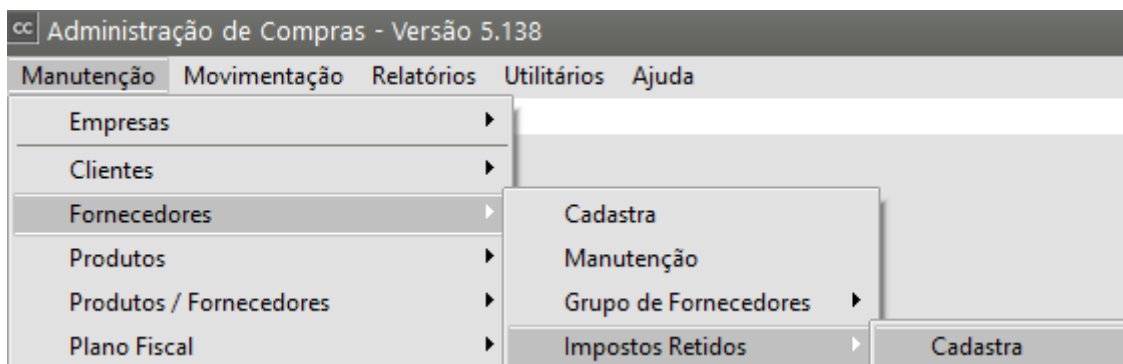 cc Administração de Compras - Versão 5.138
Manutenção Movimentação Relatórios Utilitários Ajuda
Empresas
Clientes
Fornecedores Cadastra
Produtos Manutenção
Produtos / Fornecedores Grupo de Fornecedores
Plano Fiscal Impostos Retidos Cadastra